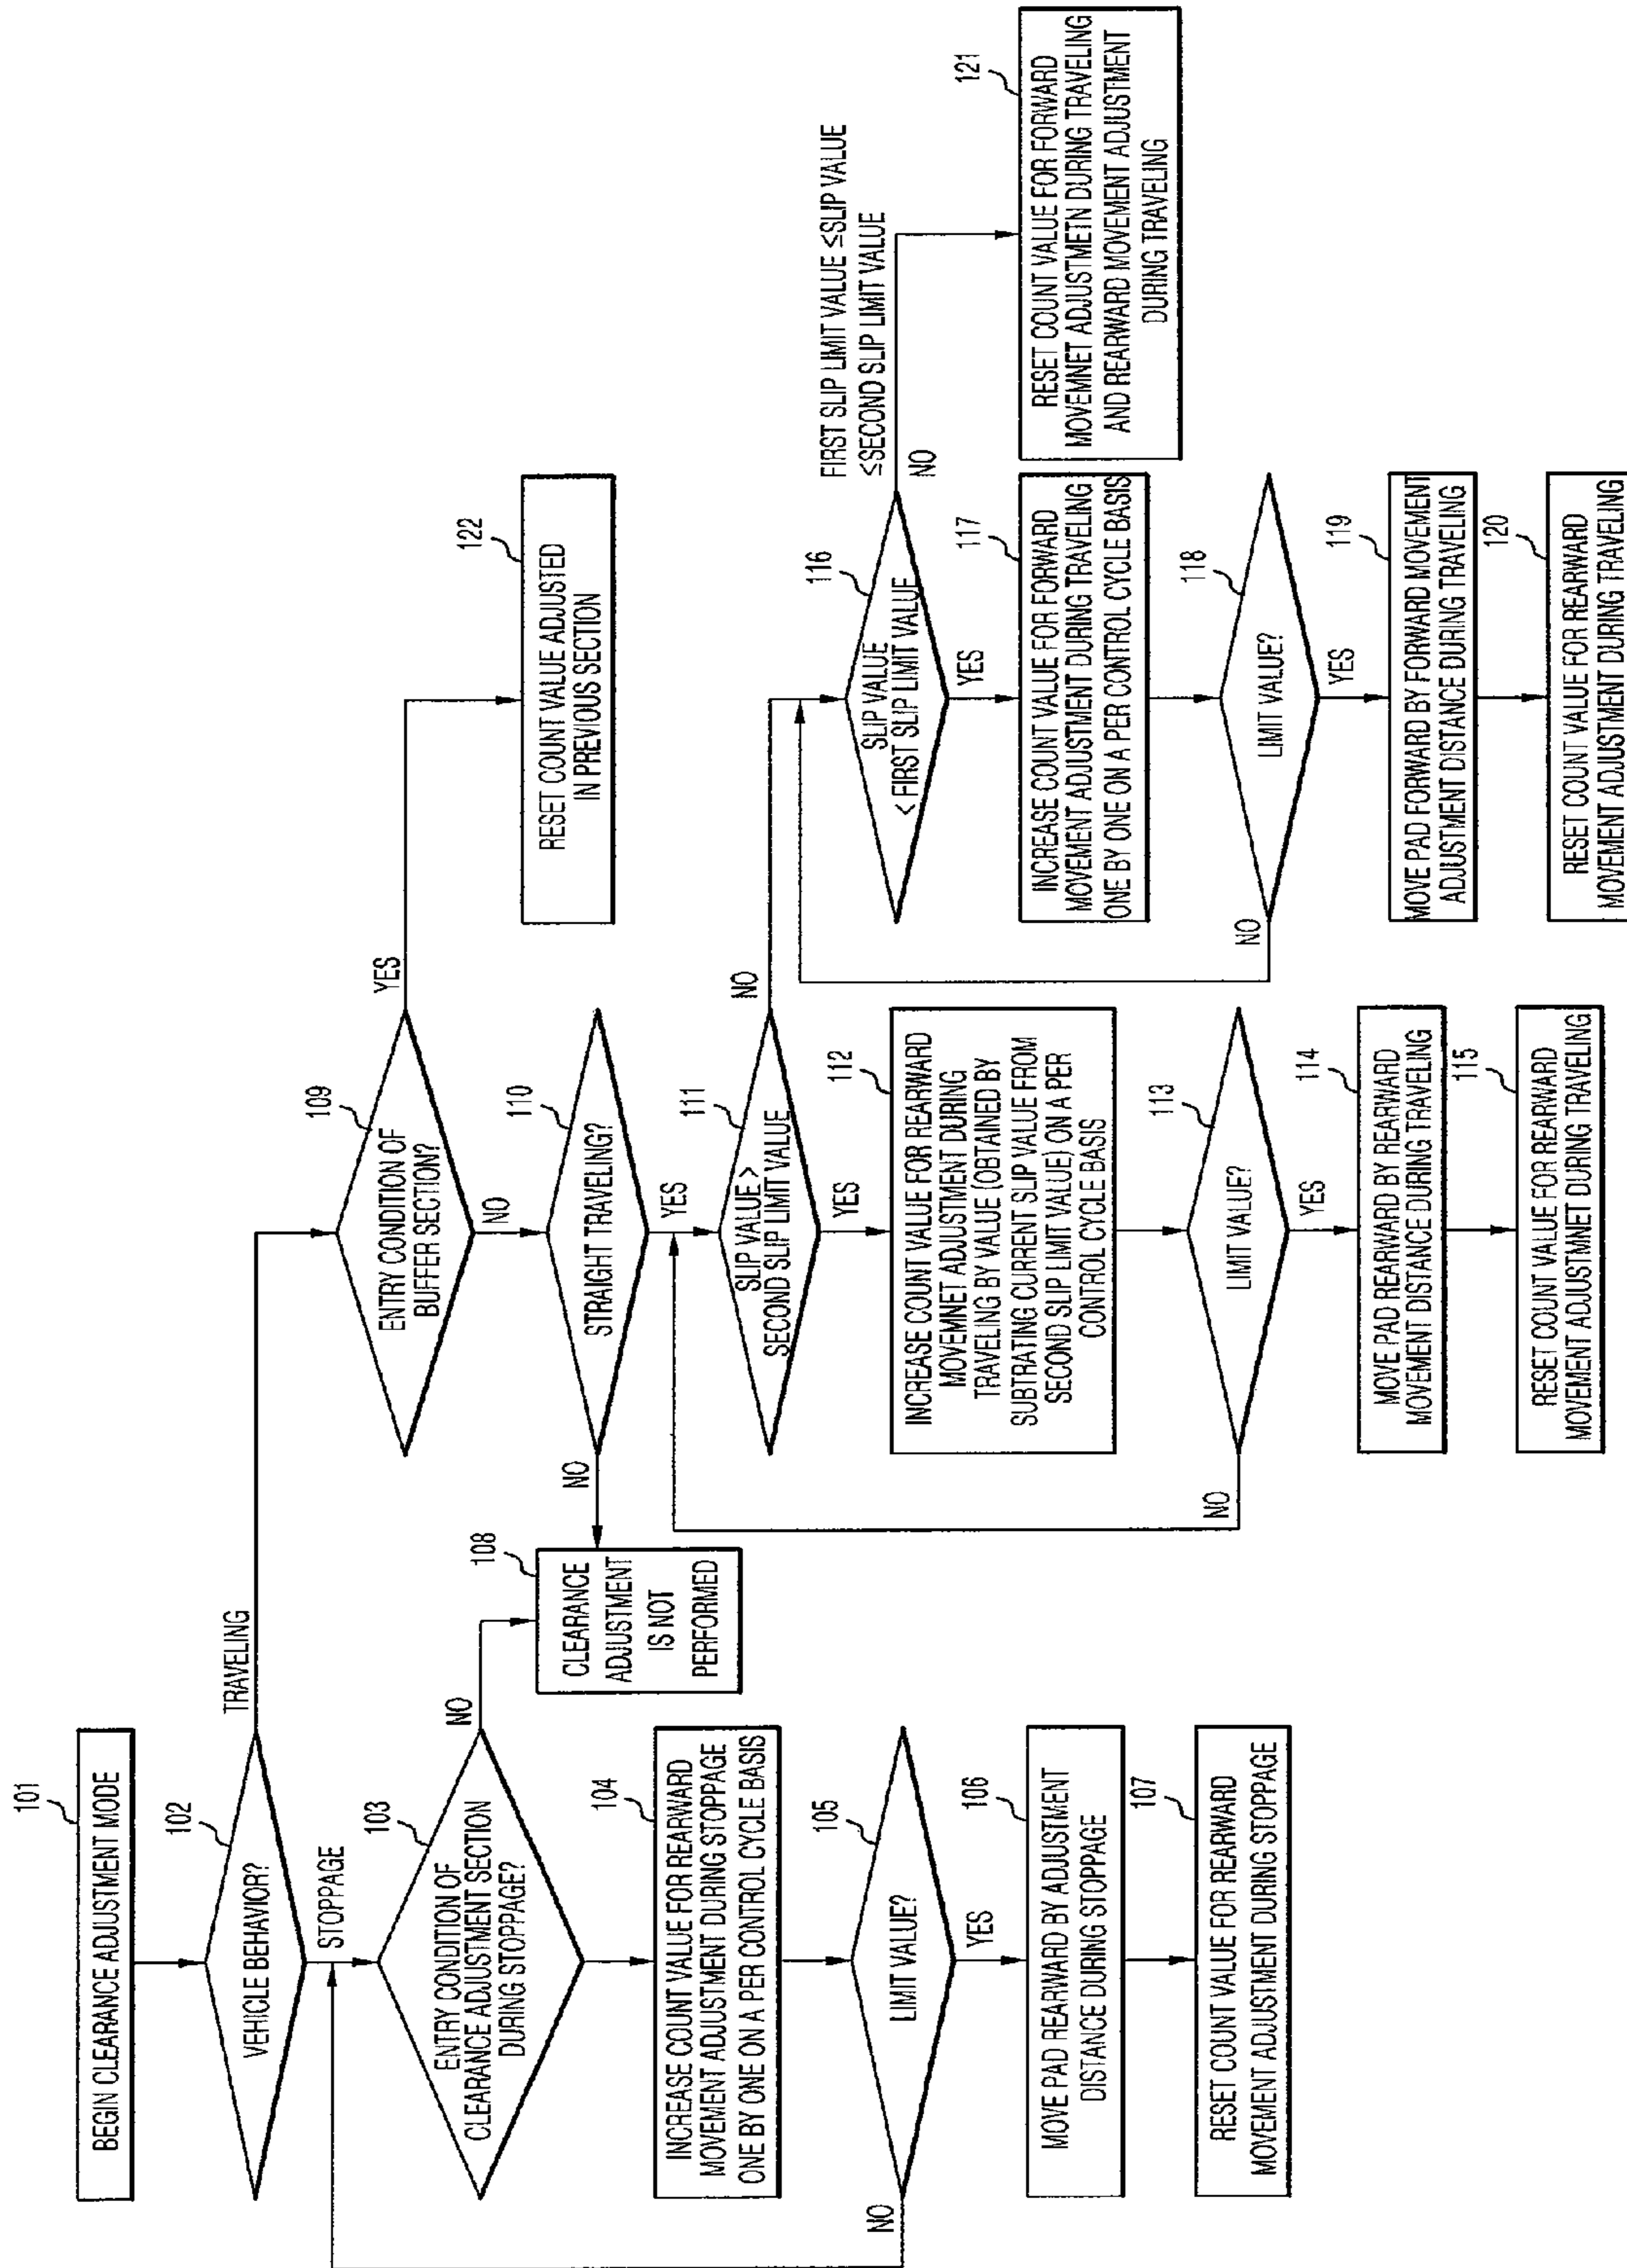 101
BEGIN CLEARANCE ADJUSTMENT MODE
102
VEHICLE BEHAVIOR?
TRAVELING
STOPPAGE
103
ENTRY CONDITION OF
CLEARANCE ADJUSTMENT SECTION
DURING STOPPAGE?
NO
104
INCREASE COUNT VALUE FOR REARWARD
MOVEMENT ADJUSTMENT DURING STOPPAGE
ONE BY ONE ON A PER CONTROL CYCLE BASIS
105
LIMIT VALUE?
NO
YES
106
MOVE PAD REARWARD BY ADJUSTMENT
DISTANCE DURING STOPPAGE
107
RESET COUNT VALUE FOR REARWARD
MOVEMENT ADJUSTMENT DURING STOPPAGE
108
CLEARANCE
ADJUSTMENT
IS NOT
PERFORMED
109
ENTRY CONDITION OF
BUFFER SECTION?
YES
NO
122
RESET COUNT VALUE ADJUSTED
IN PREVIOUS SECTION
110
STRAIGHT TRAVELING?
NO
YES
111
SLIP VALUE >
SECOND SLIP LIMIT VALUE
NO
YES
112
INCREASE COUNT VALUE FOR REARWARD
MOVEMNET ADJUSTMENT DURING
TRAVELING BY VALUE (OBTAINED BY
SUBTRATING CURRENT SLIP VALUE FROM
SECOND SLIP LIMIT VALUE) ON A PER
CONTROL CYCLE BASIS
113
LIMIT VALUE?
NO
YES
114
MOVE PAD REARWARD BY REARWARD
MOVEMENT DISTANCE DURING TRAVELING
115
RESET COUNT VALUE FOR REARWARD
MOVEMENT ADJUSTMNET DURING TRAVELING
116
SLIP VALUE
< FIRST SLIP LIMIT VALUE
FIRST SLIP LIMIT VALUE ≤SLIP VALUE
≤SECOND SLIP LIMIT VALUE
NO
YES
117
INCREASE COUNT VALUE FOR FORWARD
MOVEMENT ADJUSTMENT DURING TRAVELING
ONE BY ONE ON A PER CONTROL CYCLE BASIS
118
LIMIT VALUE?
NO
YES
119
MOVE PAD FORWARD BY FORWARD MOVEMENT
ADJUSTMENT DISTANCE DURING TRAVELING
120
RESET COUNT VALUE FOR REARWARD
MOVEMENT ADJUSTMENT DURING TRAVELING
121
RESET COUNT VALUE FOR FORWARD
MOVEMNET ADJUSTMETN DURING TRAVELING
AND REARWARD MOVEMENT ADJUSTMENT
DURING TRAVELING